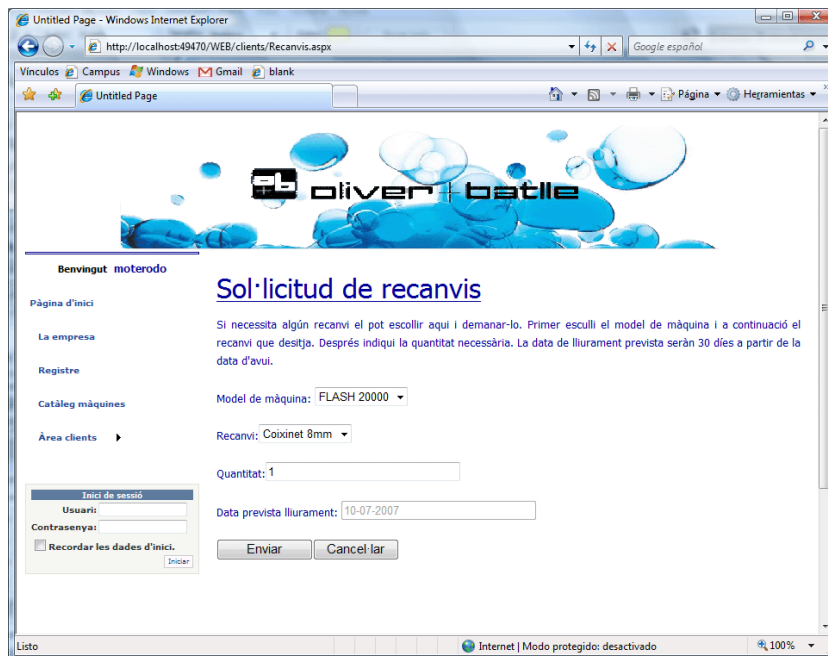 Untitled Page - Windows Internet Explorer
http://localhost:49470/WEB/clients/Recanvis.aspx
Google español
Vínculos Campus Windows Gmail blank
Untitled Page
Página Herramientas
ab oliver+batlle
Benvingut moterodo
Pàgina d'inici
La empresa
Registre
Catàleg màquines
Àrea clients
Inici de sessió
Usuari:
Contrasenya:
Recordar les dades d'inici.
Iniciar
Sol·licitud de recanvis
Si necessita algún recanvi el pot escollir aqui i demanar-lo. Primer esculli el model de màquina i a continuació el
recanvi que desitja. Després indiqui la quantitat necessària. La data de lliurament prevista seràn 30 díes a partir de la
data d'avui.
Model de màquina: FLASH 20000
Recanvi: Coixinet 8mm
Quantitat: 1
Data prevista lliurament: 10-07-2007
Enviar Cancel·lar
Listo
Internet | Modo protegido: desactivado
100%